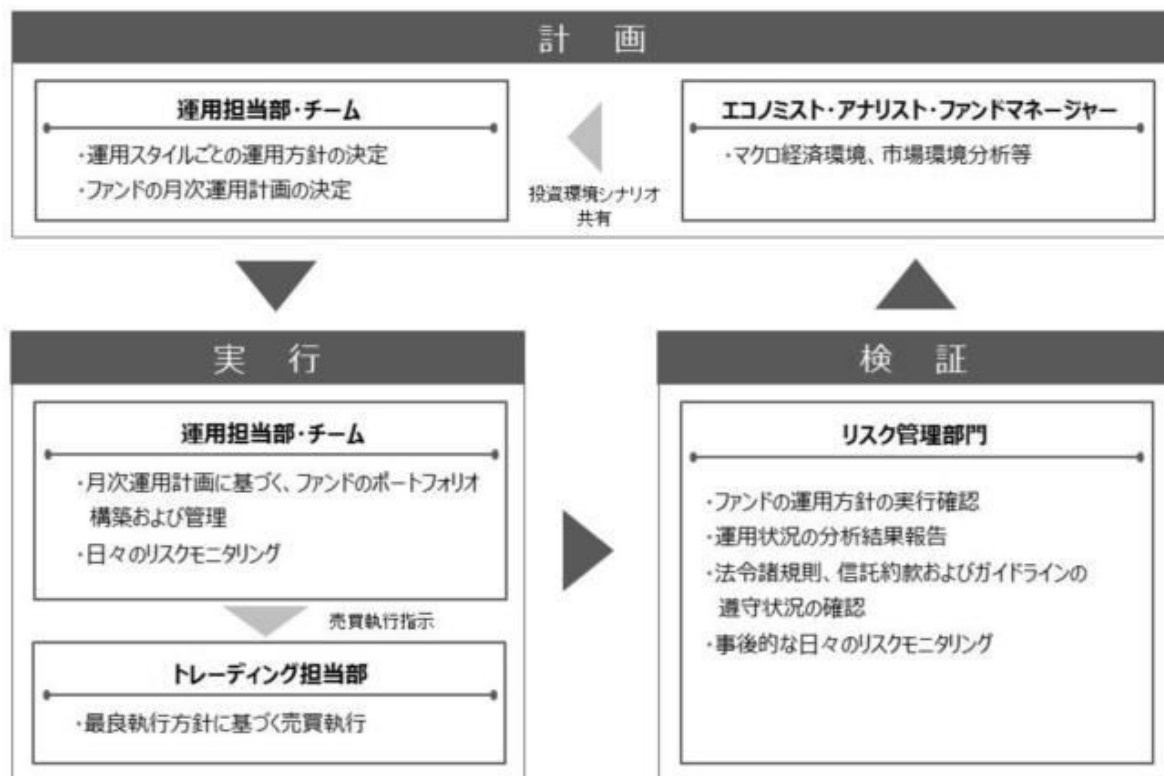 計 画
運用担当部・チーム
・運用スタイルごとの運用方針の決定
・ファンドの月次運用計画の決定
投資環境シナリオ
共有
エコノミスト・アナリスト・ファンドマネージャー
・マクロ経済環境、市場環境分析等
実 行
運用担当部・チーム
・月次運用計画に基づく、ファンドのポートフォリオ
構築および管理
・日々のリスクモニタリング
売買執行指示
トレーディング担当部
・最良執行方針に基づく売買執行
検 証
リスク管理部門
・ファンドの運用方針の実行確認
・運用状況の分析結果報告
・法令諸規則、信託約款およびガイドラインの
遵守状況の確認
・事後的な日々のリスクモニタリング